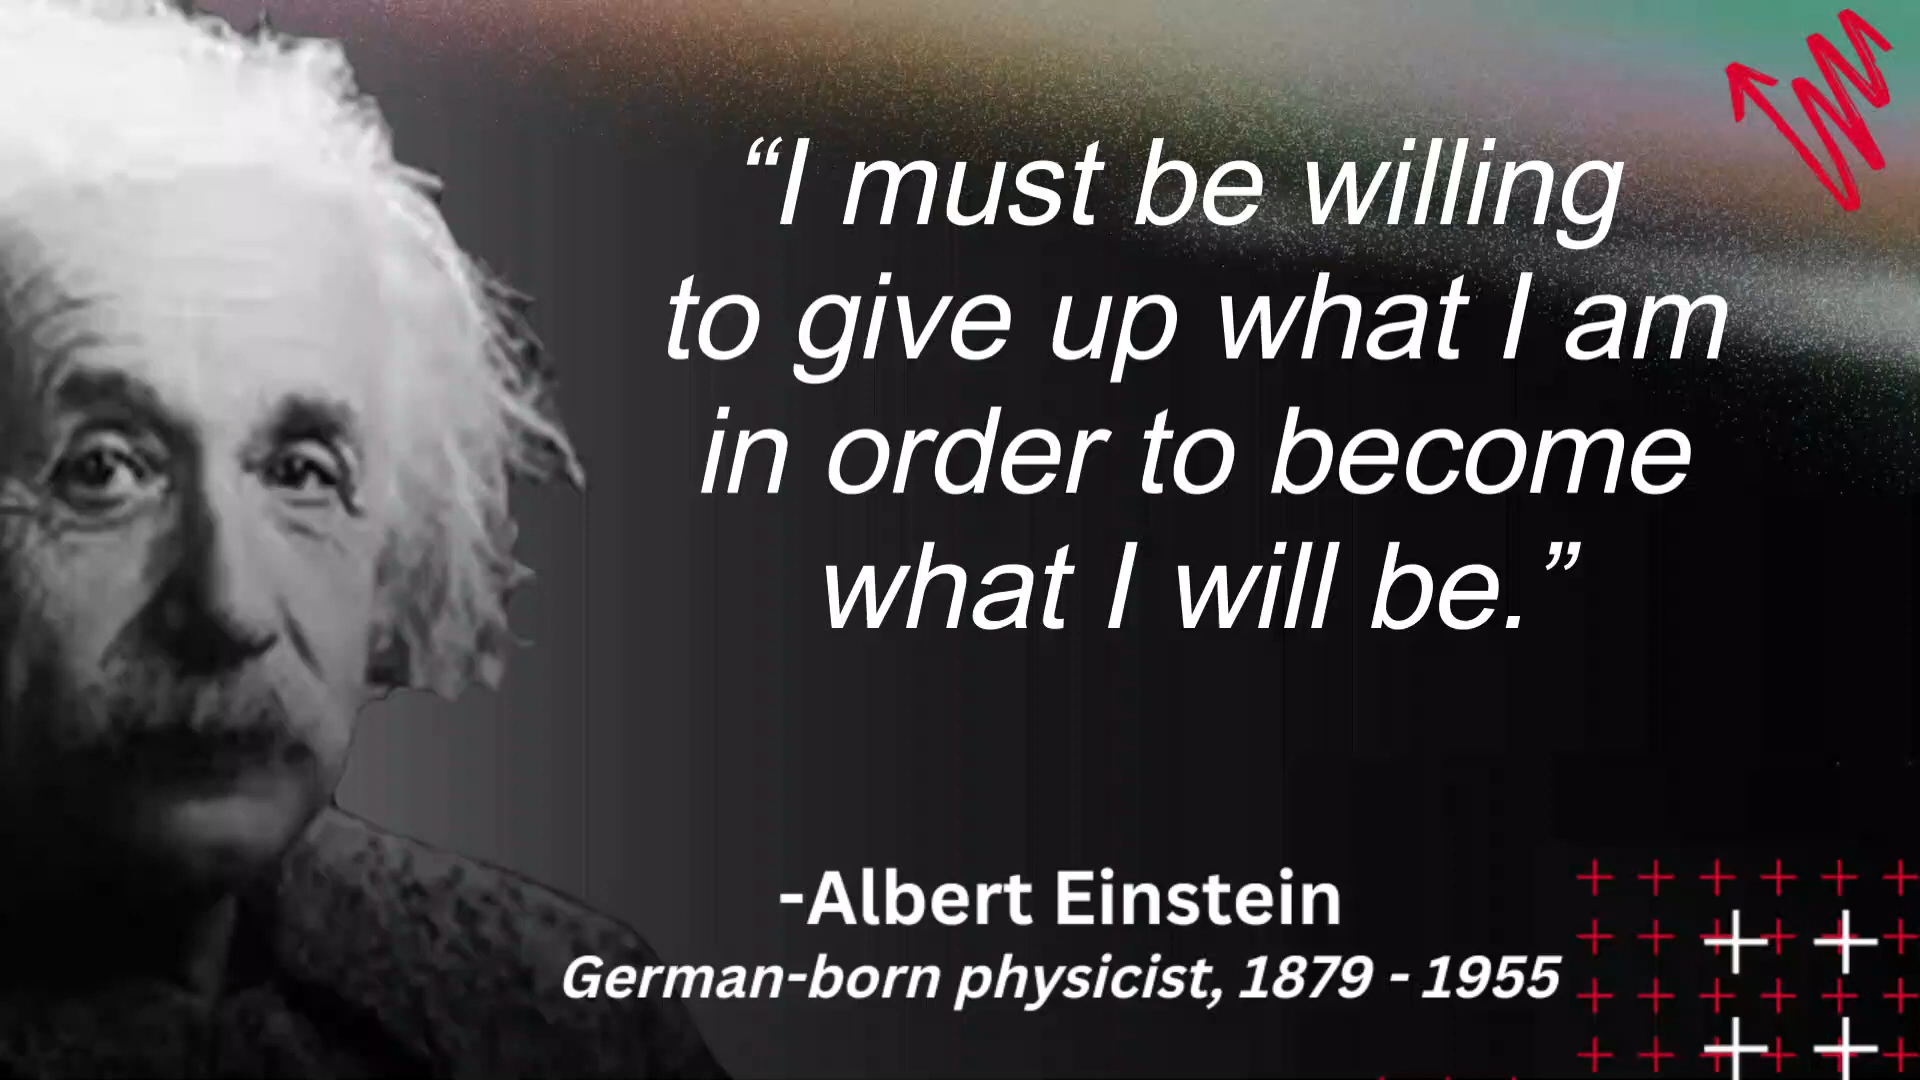 “I must be willing
to give up what I am
in order to become
what I will be.”
-Albert Einstein
German-born physicist, 1879 - 1955